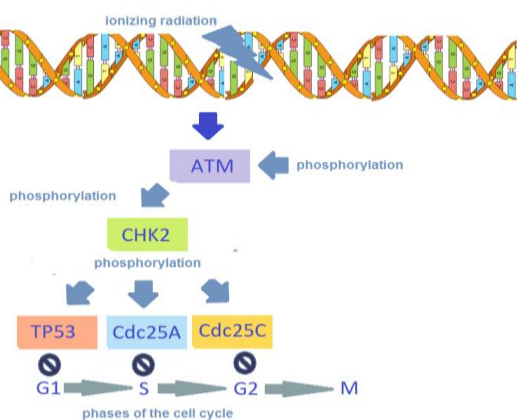 ionizing radiation
ATM
phosphorylation
phosphorylation
CHK2
phosphorylation
TP53 Cdc25A Cdc25C
G1 S G2 M
phases of the cell cycle